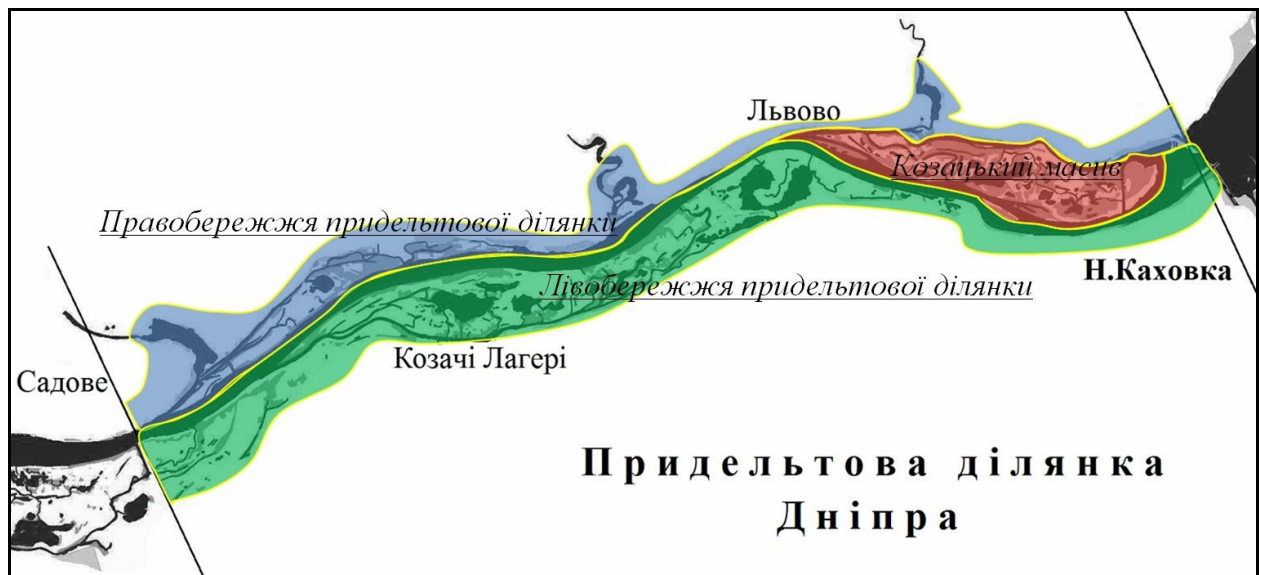 Львово
Козацький масив
Правобережжя придельтової ділянки
Н.Каховка
Лівобережжя придельтової ділянки
Козачі Лагері
Садове
Придельтова ділянка
Дніпра